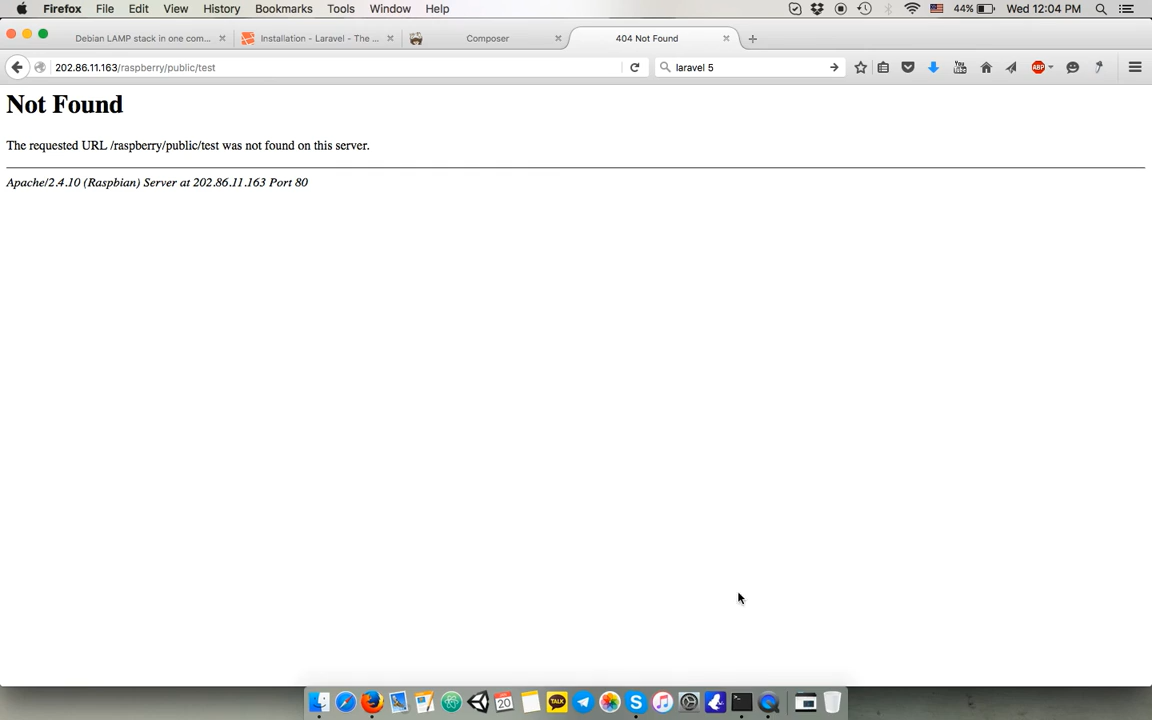 Firefox File Edit View History Bookmarks Tools Window Help 44% Wed 12:04 PM
Debian LAMP stack in one com... Installation - Laravel - The ... Composer 404 Not Found
202.86.11.163/raspberry/public/test laravel 5
Not Found
The requested URL /raspberry/public/test was not found on this server.
Apache/2.4.10 (Raspbian) Server at 202.86.11.163 Port 80